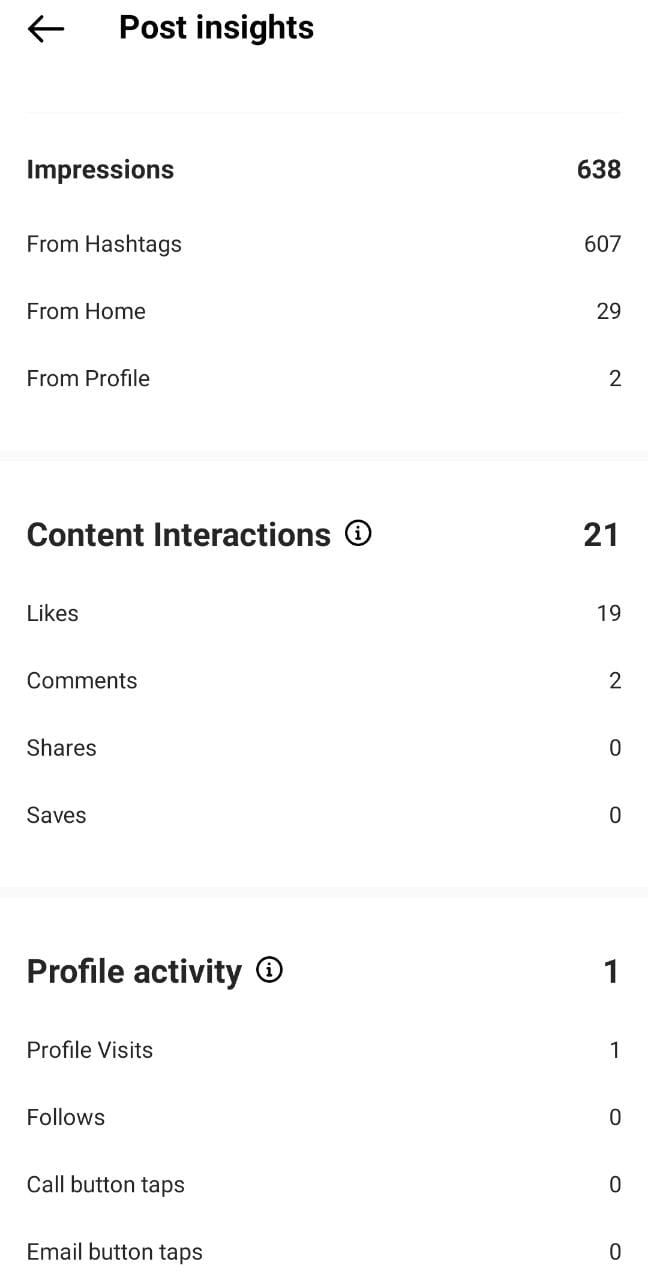 Post insights
Impressions 638
From Hashtags 607
From Home 29
From Profile 2
Content Interactions 21
Likes 19
Comments 2
Shares 0
Saves 0
Profile activity 1
Profile Visits 1
Follows 0
Call button taps 0
Email button taps 0